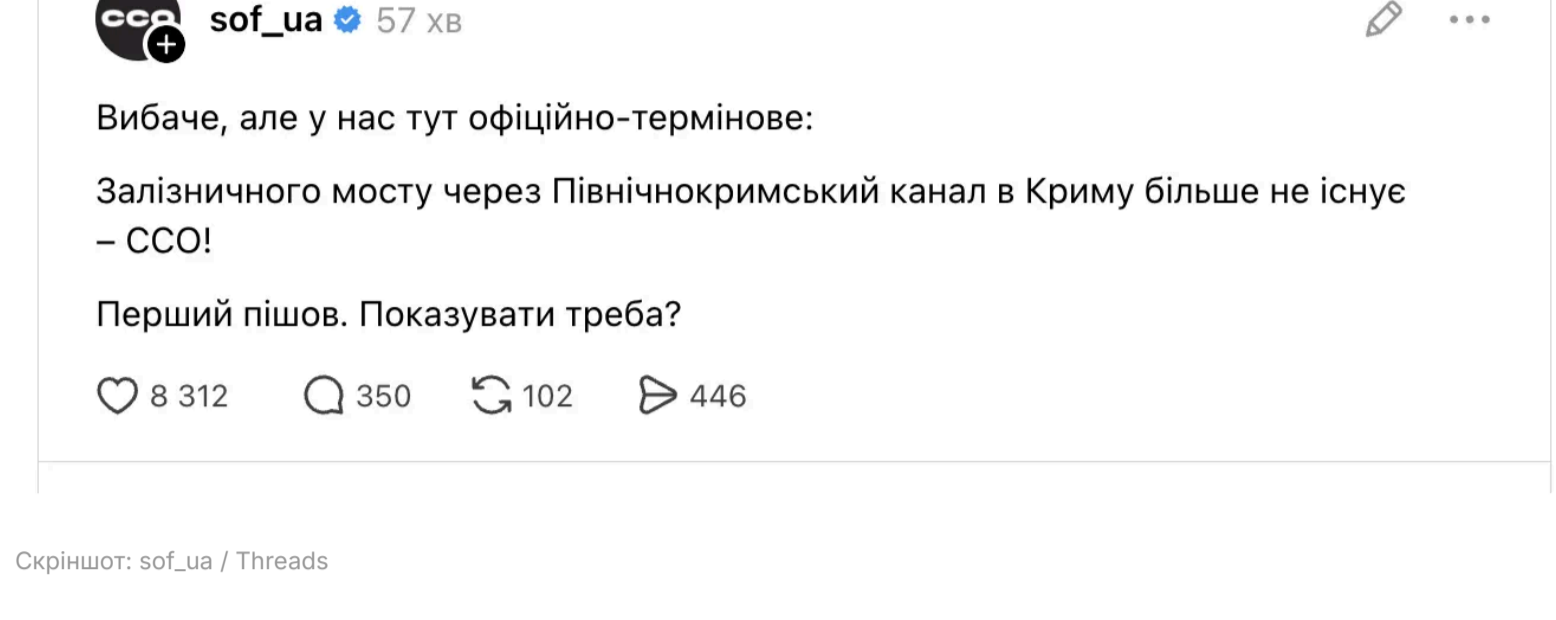 ссо sof_ua 57 хв
Вибаче, але у нас тут офіційно-термінове:
Залізничного мосту через Північнокримський канал в Криму більше не існує
– ССО!
Перший пішов. Показувати треба?
8 312 350 102 446
Скріншот: sof_ua / Threads